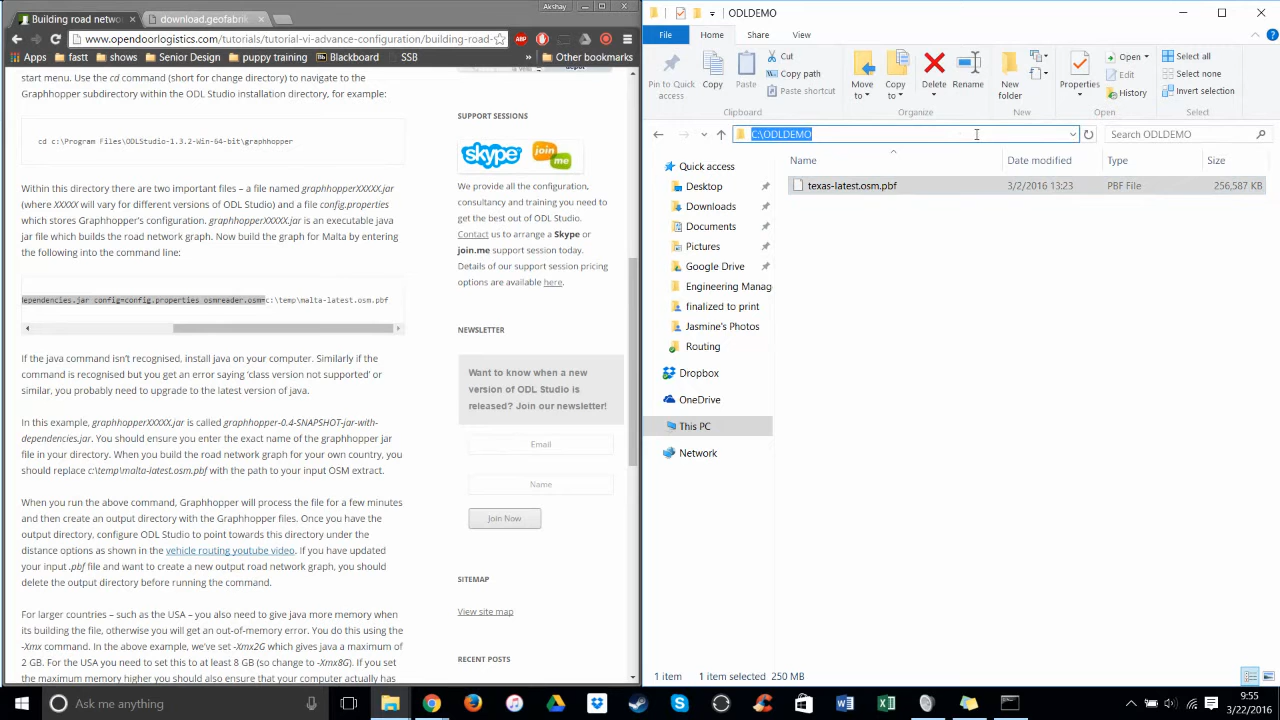 Building road netwo
download.geofabrik
Akshay
www.opendoorlogistics.com/tutorials/tutorial-vi-advance-configuration/building-road-
Apps
fastt
shows
Design
puppy training
Blackboard
SSB
»
Other bookmarks
start menu. Use the cd command (short for change directory) to navigate to the
Graphhopper subdirectory within the ODL Studio installation directory, for example:
cd c:\Program Files\ODLStudio-1.3.2-Win-64-bit\graphhopper
Within this directory there are two important files – a file named graphhopperXXXXX.jar
(where XXXXX will vary for different versions of ODL Studio) and a file config.properties
which stores Graphhopper's configuration. graphhopperXXXXX.jar is an executable java
jar file which builds the road network graph. Now build the graph for Malta by entering
the following into the command line:
dependencies.jar config=config.properties osmreader.osm=c:\temp\malta-latest.osm.pbf
If the java command isn't recognised, install java on your computer. Similarly if the
command is recognised but you get an error saying 'class version not supported' or
similar, you probably need to upgrade to the latest version of java.
In this example, graphhopperXXXXX.jar is called graphhopper-0.4-SNAPSHOT-jar-with-
dependencies.jar. You should ensure you enter the exact name of the graphhopper jar
file in your directory. When you build the road network graph for your own country, you
should replace c:\temp\malta-latest.osm.pbf with the path to your input OSM extract.
When you run the above command, Graphhopper will process the file for a few minutes
and then create an output directory with the Graphhopper files. Once you have the
output directory, configure ODL Studio to point towards this directory under the
distance options as shown in the vehicle routing youtube video. If you have updated
your input .pbf file and want to create a new output road network graph, you should
delete the output directory before running the command.
For larger countries – such as the USA – you also need to give java more memory when
its building the file, otherwise you will get an out-of-memory error. You do this using the
-Xmx command. In the above example, we've set -Xmx2G which gives java a maximum of
2 GB. For the USA you need to set this to at least 8 GB (so change to -Xmx8G). If you set
the maximum memory higher you should also ensure that your computer actually has
SUPPORT SESSIONS
skype
join me
We provide all the configuration,
consultancy and training you need to
get the best out of ODL Studio.
Contact us to arrange a Skype or
join.me support session today.
Details of our support session pricing
options are available here.
NEWSLETTER
Want to know when a new
version of ODL Studio is
released? Join our newsletter!
Email
Name
Join Now
SITEMAP
View site map
RECENT POSTS
ODLDEMO
File
Home
Share
View
Pin to Quick
access
Copy
Paste
Cut
Copy path
Paste shortcut
Clipboard
Move
to
Copy
to
Delete
Rename
Organize
New
folder
New
Properties
Open
Edit
History
Open
Select all
Select none
Invert selection
Select
C:\ODLDEMO
Search ODLDEMO
Name
Date modified
Type
Size
texas-latest.osm.pbf
3/2/2016 13:23
PBF File
256,587 KB
Quick access
Desktop
Downloads
Documents
Pictures
Google Drive
Engineering Manag
finalized to print
Jasmine's Photos
Routing
Dropbox
OneDrive
This PC
Network
1 item
1 item selected
250 MB
Ask me anything
9:55
3/22/2016